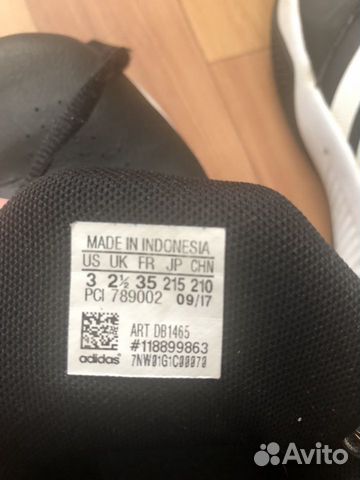 MADE IN INDONESIA
US UK FR JP CHN
3 2½ 35 215 210
PCI 789002 09/17
ART DB1465
#118899863
adidas 7NW01G1C00070
Avito